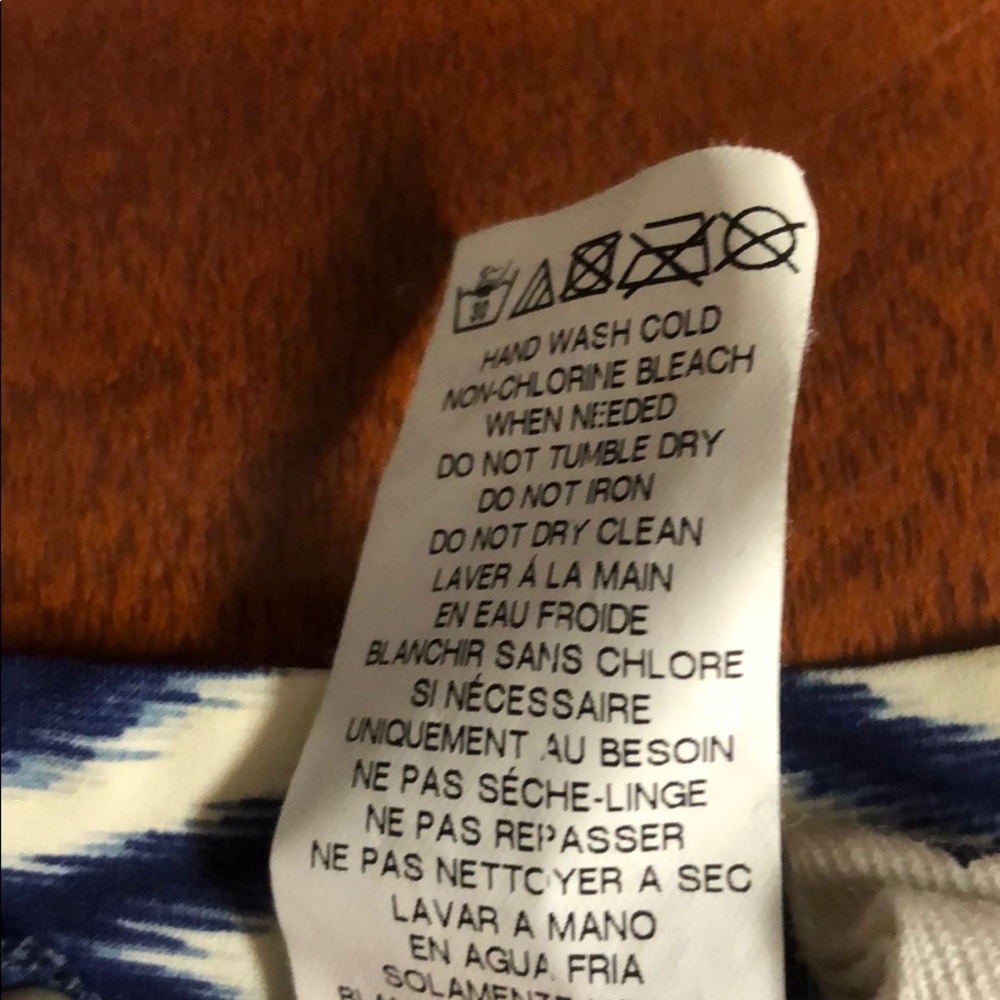 30
HAND WASH COLD
NON-CHLORINE BLEACH
WHEN NEEDED
DO NOT TUMBLE DRY
DO NOT IRON
DO NOT DRY CLEAN
LAVER Á LA MAIN
EN EAU FROIDE
BLANCHIR SANS CHLORE
SI NÉCESSAIRE
UNIQUEMENT AU BESOIN
NE PAS SÉCHE-LINGE
NE PAS REPASSER
NE PAS NETTOYER A SEC
LAVAR A MANO
EN AGUA FRIA